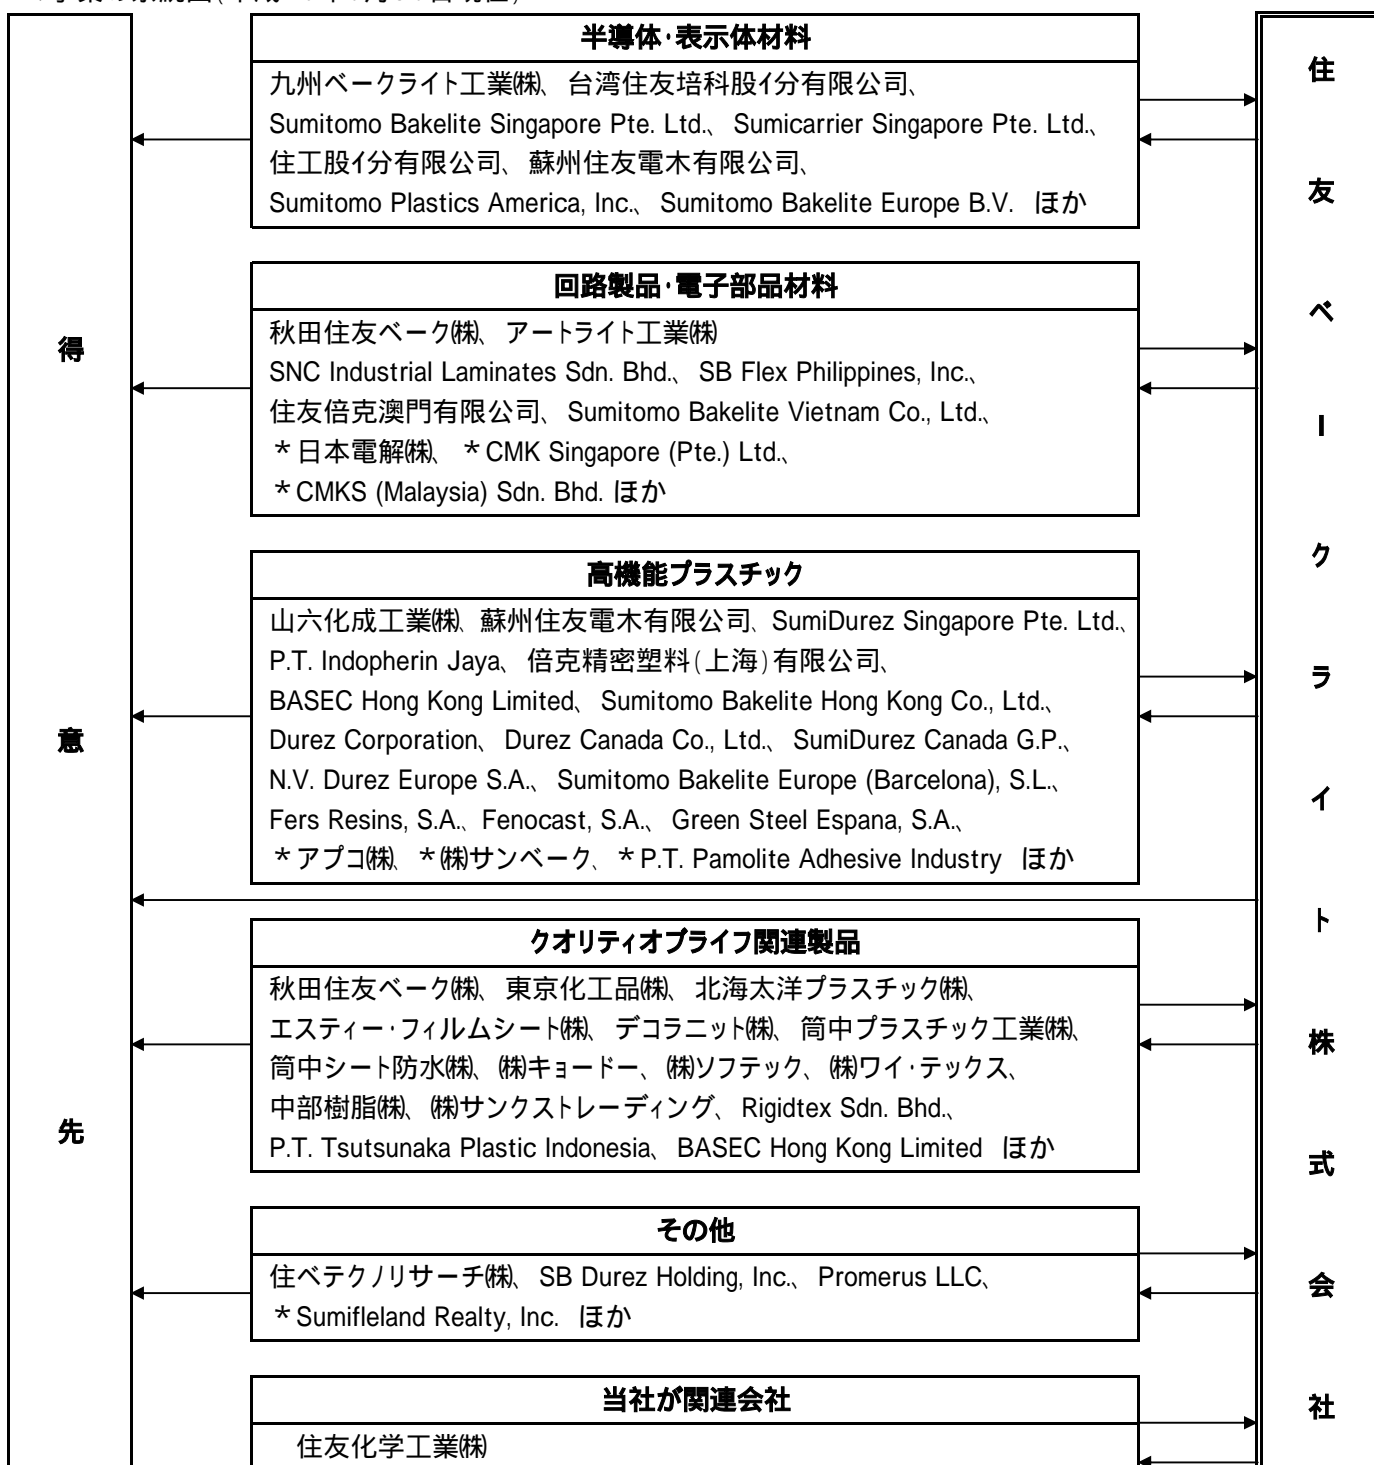 半導体・表示体材料
九州ベークライト工業㈱、台湾住友培科股イ分有限公司、
Sumitomo Bakelite Singapore Pte. Ltd.、Sumicarrier Singapore Pte. Ltd.、
住工股イ分有限公司、蘇州住友電木有限公司、
Sumitomo Plastics America, Inc.、Sumitomo Bakelite Europe B.V. ほか
回路製品・電子部品材料
秋田住友ベーク㈱、アートライト工業㈱
SNC Industrial Laminates Sdn. Bhd.、SB Flex Philippines, Inc.、
住友倍克澳門有限公司、Sumitomo Bakelite Vietnam Co., Ltd.、
＊日本電解㈱、＊CMK Singapore (Pte.) Ltd.、
＊CMKS (Malaysia) Sdn. Bhd. ほか
高機能プラスチック
山六化成工業㈱、蘇州住友電木有限公司、SumiDurez Singapore Pte. Ltd.、
P.T. Indopherin Jaya、倍克精密塑料(上海)有限公司、
BASEC Hong Kong Limited、Sumitomo Bakelite Hong Kong Co., Ltd.、
Durez Corporation、Durez Canada Co., Ltd.、SumiDurez Canada G.P.、
N.V. Durez Europe S.A.、Sumitomo Bakelite Europe (Barcelona), S.L.、
Fers Resins, S.A.、Fenocast, S.A.、Green Steel Espana, S.A.、
＊アプコ㈱、＊㈱サンベーク、＊P.T. Pamolite Adhesive Industry ほか
クオリティオブライフ関連製品
秋田住友ベーク㈱、東京化工品㈱、北海太洋プラスチック㈱、
エスティー・フィルムシート㈱、デコラニット㈱、筒中プラスチック工業㈱、
筒中シート防水㈱、㈱キョードー、㈱ソフテック、㈱ワイ・テックス、
中部樹脂㈱、㈱サンクストレーディング、Rigidtex Sdn. Bhd.、
P.T. Tsutsunaka Plastic Indonesia、BASEC Hong Kong Limited ほか
その他
住ベテクノリサーチ㈱、SB Durez Holding, Inc.、Promerus LLC、
＊Sumifleland Realty, Inc. ほか
当社が関連会社
住友化学工業㈱
得意先
住友ベークライト株式会社